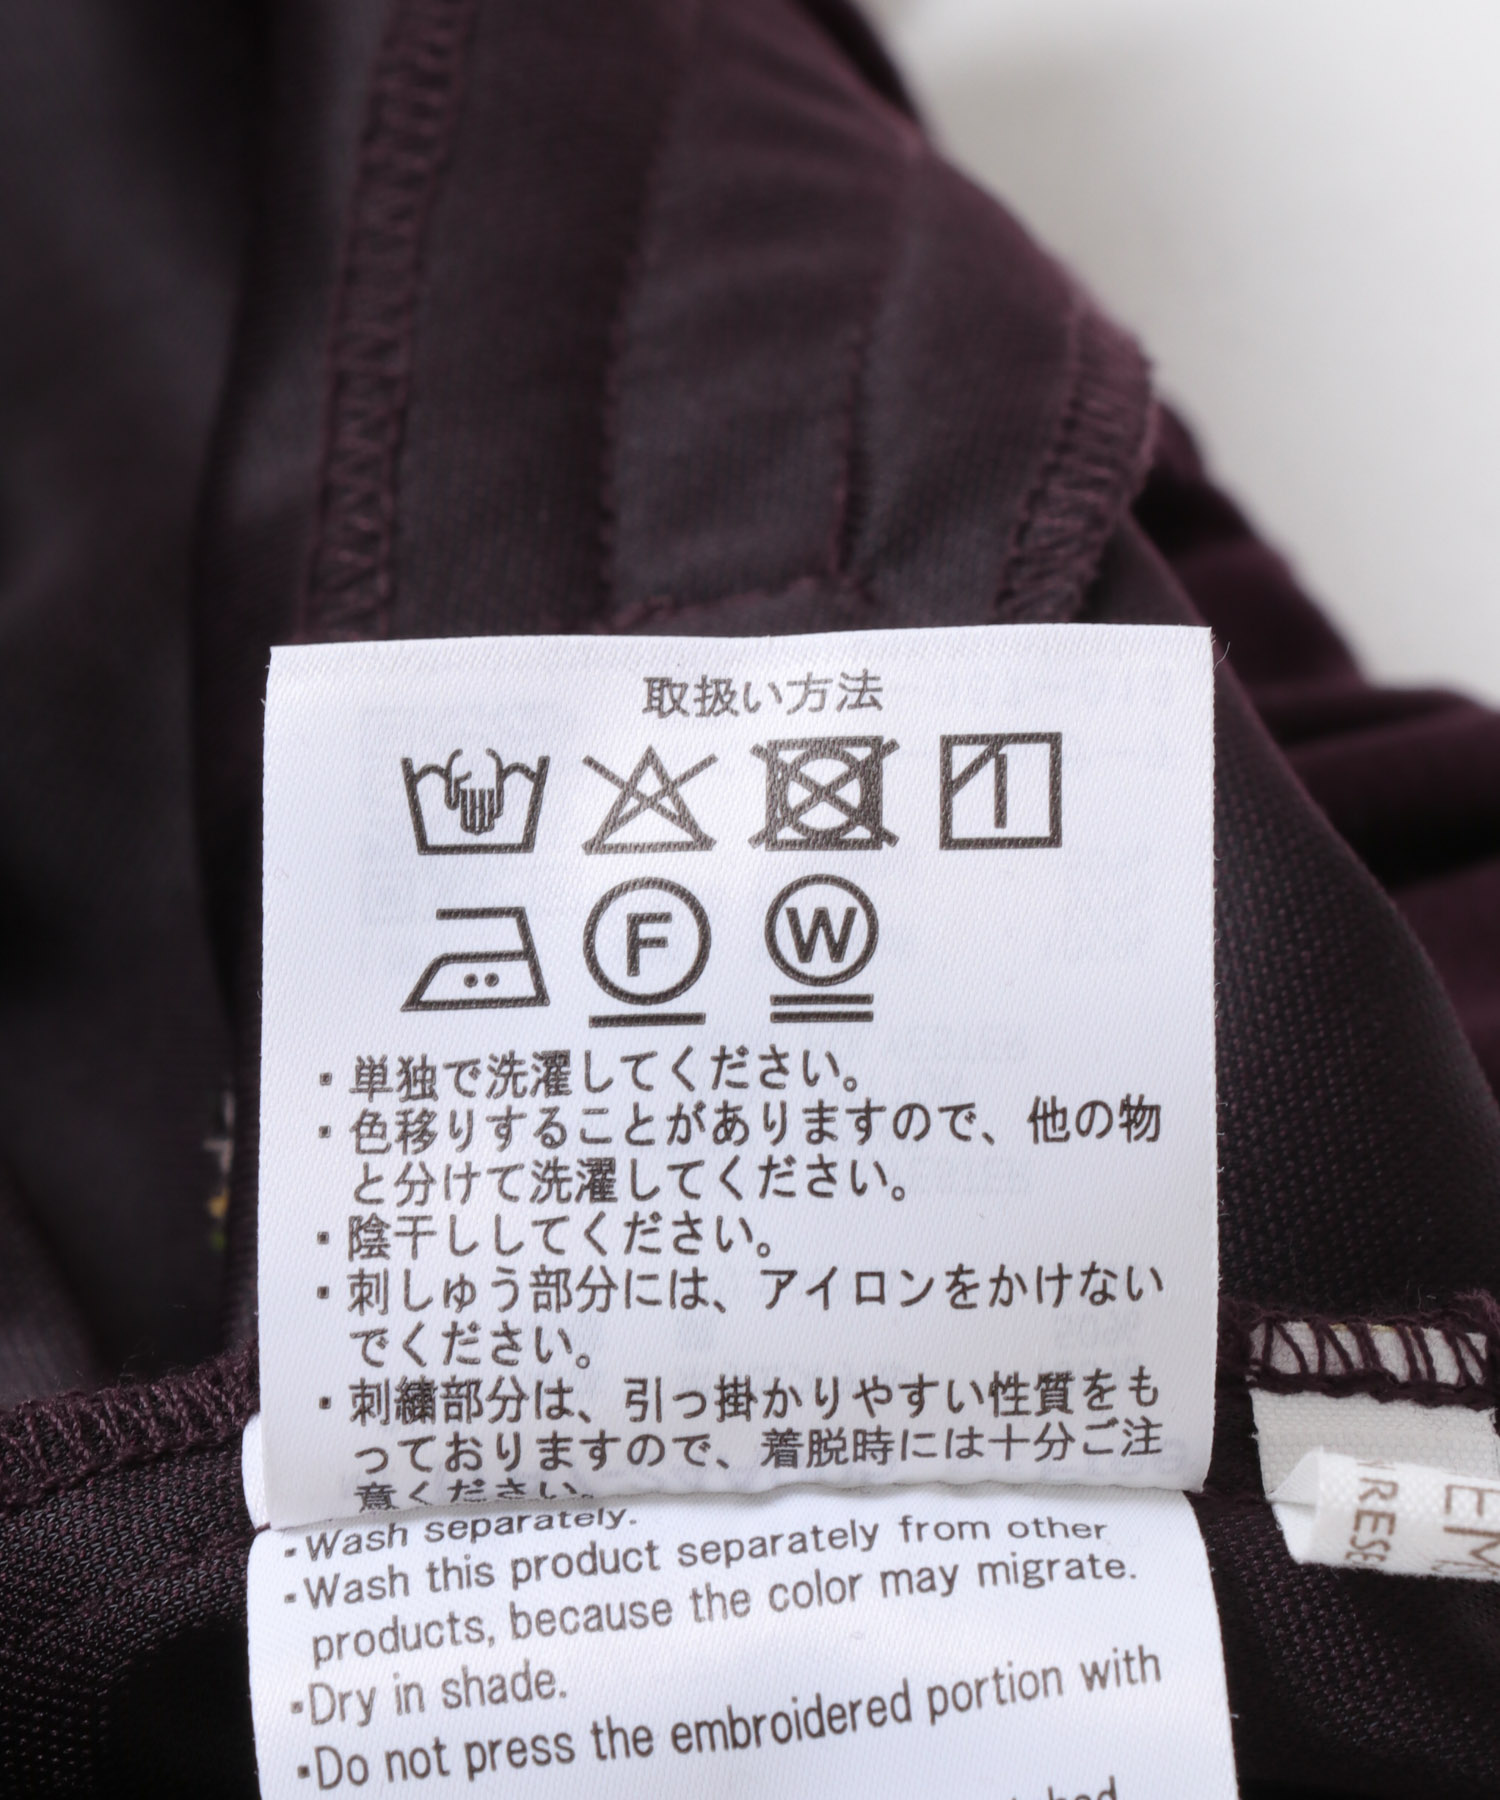 取扱い方法
F
W
・単独で洗濯してください。
・色移りすることがありますので、他の物
と分けて洗濯してください。
・陰干ししてください。
・刺しゅう部分には、アイロンをかけない
でください。
・刺繍部分は、引っ掛かりやすい性質をも
っておりますので、着脱時には十分ご注
意ください。
・Wash separately.
・Wash this product separately from other
products, because the color may migrate.
・Dry in shade.
・Do not press the embroidered portion with